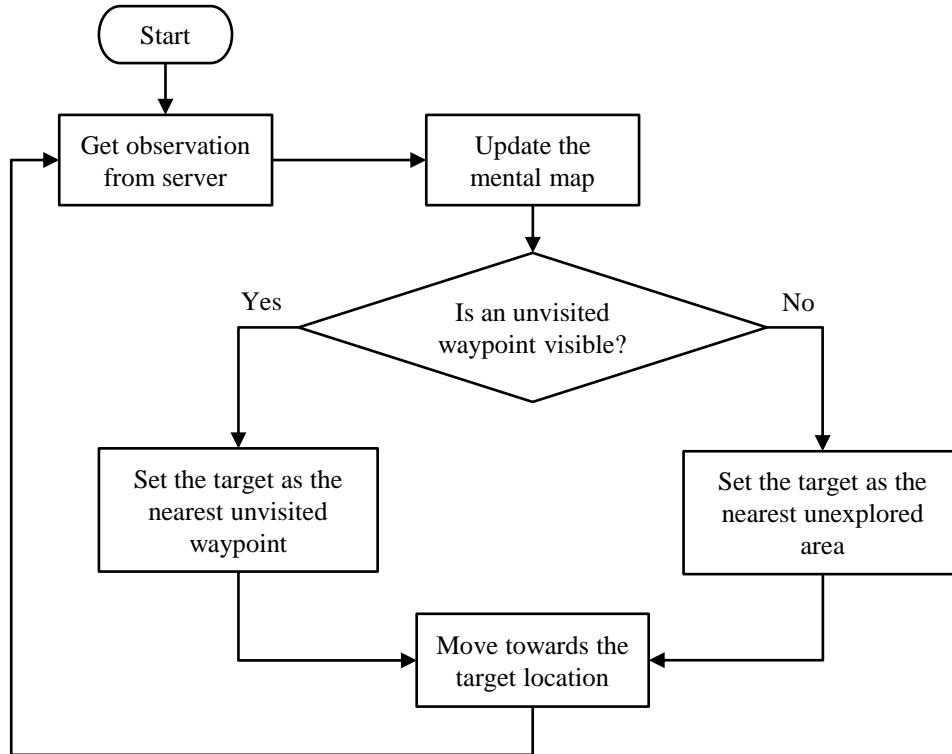 Start
Get observation
from server
Update the
mental map
Yes
Is an unvisited
waypoint visible?
No
Set the target as the
nearest unvisited
waypoint
Set the target as the
nearest unexplored
area
Move towards the
target location